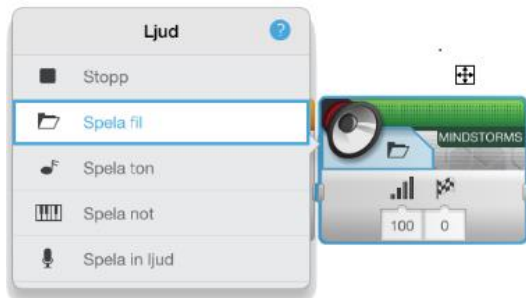 Ljud
?
Stopp
Spela fil
Spela ton
Spela not
Spela in ljud
MINDSTORMS
100 0